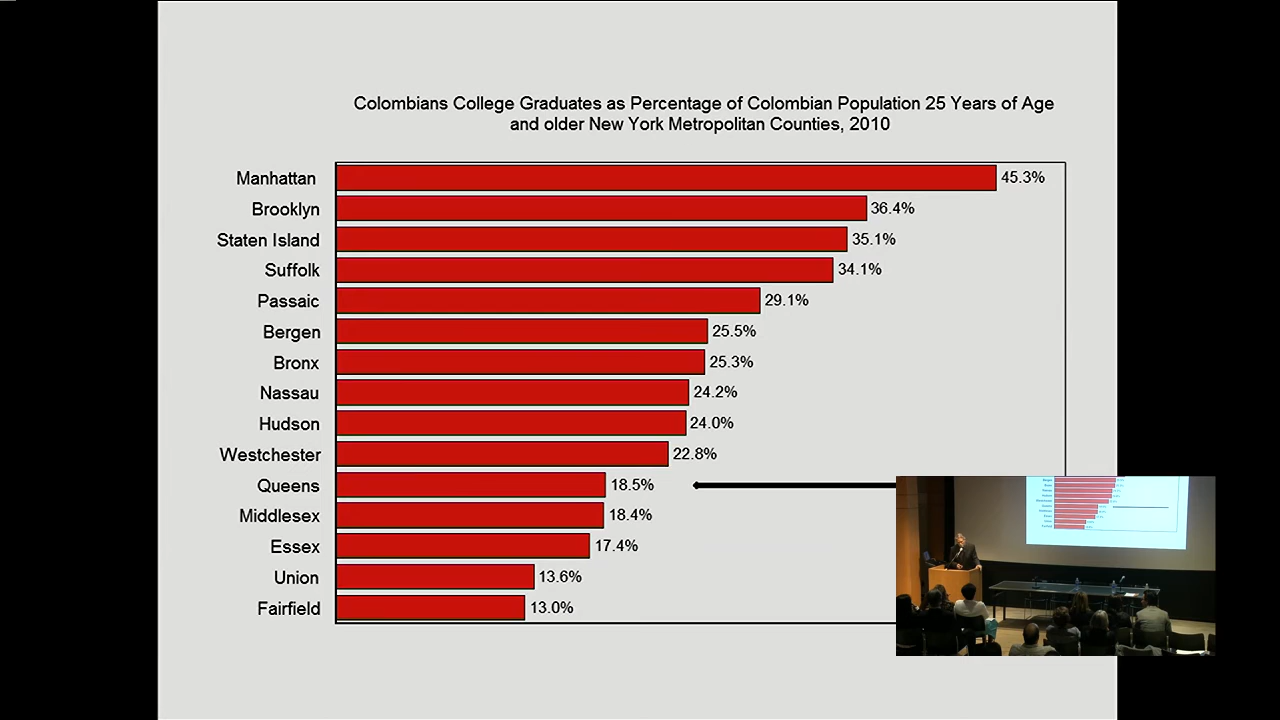 Colombians College Graduates as Percentage of Colombian Population 25 Years of Age
and older New York Metropolitan Counties, 2010
Manhattan 45.3%
Brooklyn 36.4%
Staten Island 35.1%
Suffolk 34.1%
Passaic 29.1%
Bergen 25.5%
Bronx 25.3%
Nassau 24.2%
Hudson 24.0%
Westchester 22.8%
Queens 18.5%
Middlesex 18.4%
Essex 17.4%
Union 13.6%
Fairfield 13.0%